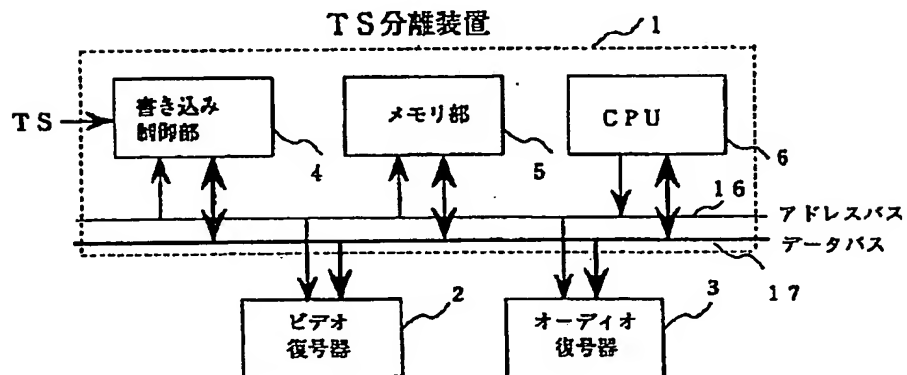 TS分離装置
1
TS
書き込み
制御部
4
メモリ部
5
CPU
6
16
アドレスバス
データバス
17
ビデオ
復号器
2
オーディオ
復号器
3